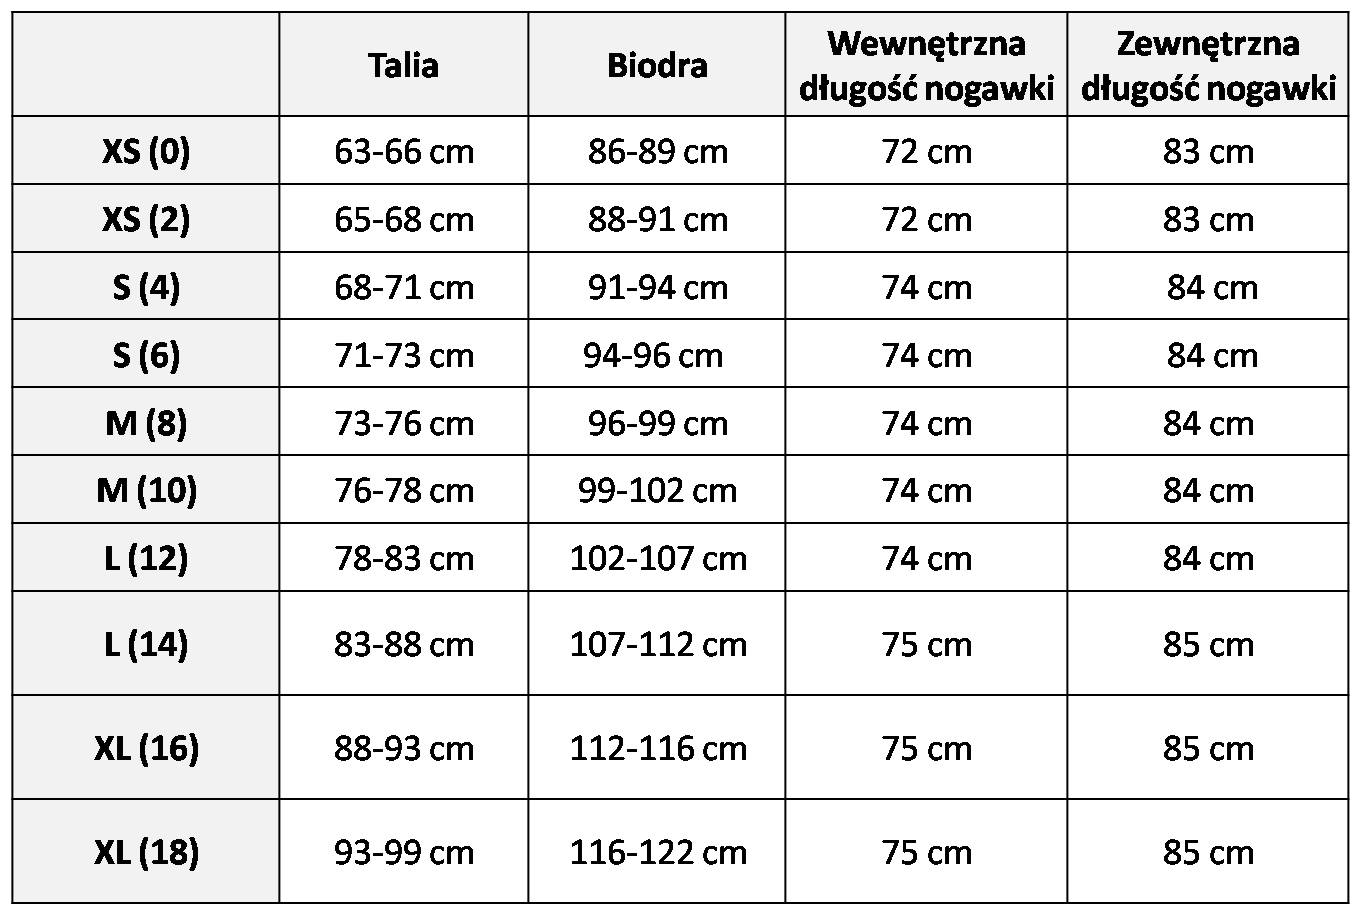 Talia Biodra Wewnętrzna długość nogawki Zewnętrzna długość nogawki
XS (0) 63-66 cm 86-89 cm 72 cm 83 cm
XS (2) 65-68 cm 88-91 cm 72 cm 83 cm
S (4) 68-71 cm 91-94 cm 74 cm 84 cm
S (6) 71-73 cm 94-96 cm 74 cm 84 cm
M (8) 73-76 cm 96-99 cm 74 cm 84 cm
M (10) 76-78 cm 99-102 cm 74 cm 84 cm
L (12) 78-83 cm 102-107 cm 74 cm 84 cm
L (14) 83-88 cm 107-112 cm 75 cm 85 cm
XL (16) 88-93 cm 112-116 cm 75 cm 85 cm
XL (18) 93-99 cm 116-122 cm 75 cm 85 cm